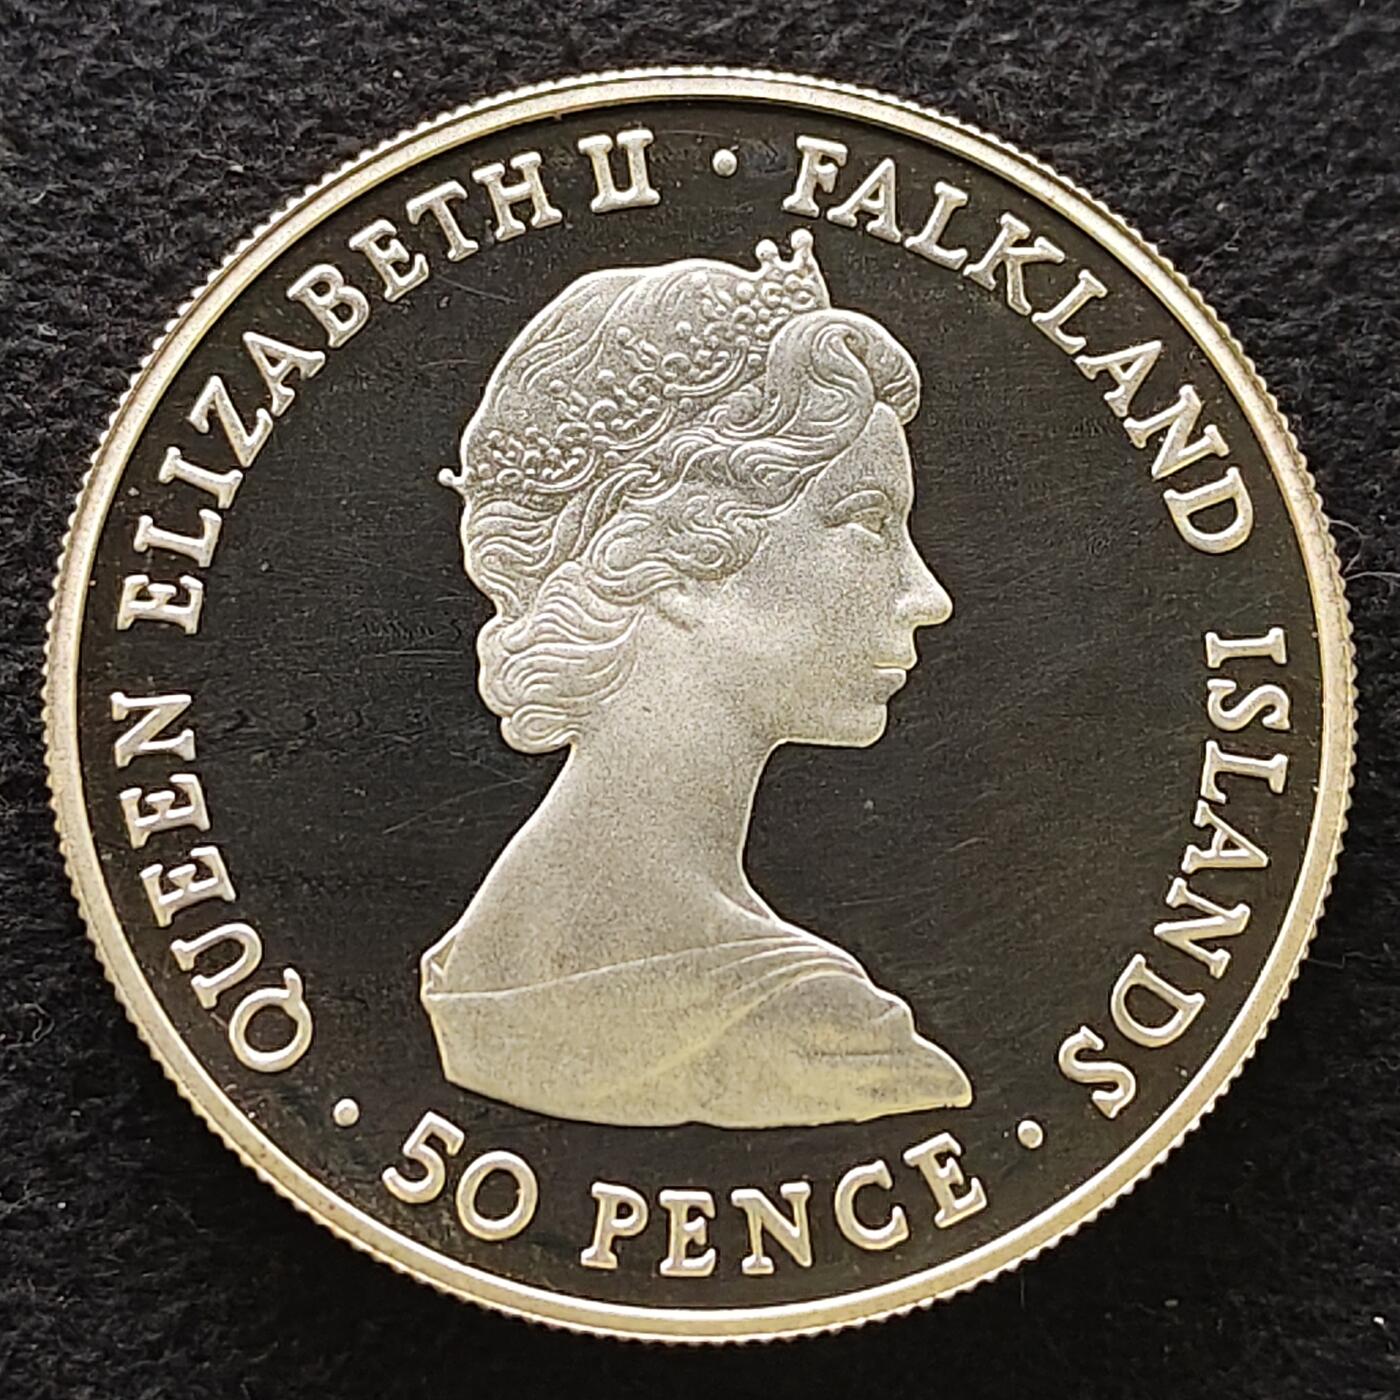 QUEEN ELIZABETH II · FALKLAND ISLANDS
· 50 PENCE ·